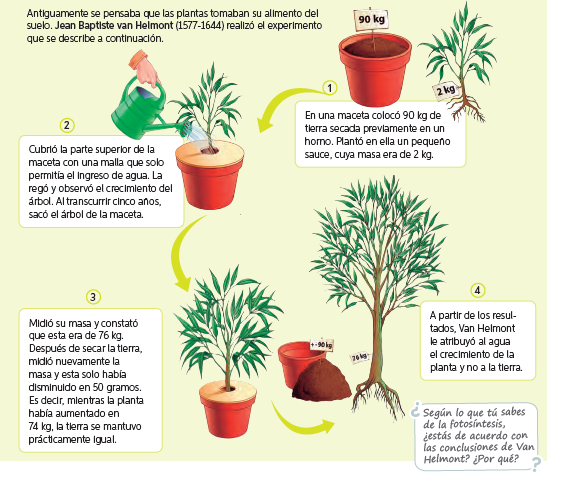 Antiguamente se pensaba que las plantas tomaban su alimento del
suelo. Jean Baptiste van Helmont (1577-1644) realizó el experimento
que se describe a continuación.
90 kg
2 kg
1
En una maceta colocó 90 kg de
tierra secada previamente en un
horno. Plantó en ella un pequeño
sauce, cuya masa era de 2 kg.
2
Cubrió la parte superior de la
maceta con una malla que solo
permitía el ingreso de agua. La
regó y observó el crecimiento del
árbol. Al transcurrir cinco años,
sacó el árbol de la maceta.
3
Midió su masa y constató
que esta era de 76 kg.
Después de secar la tierra,
midió nuevamente la
masa y esta solo había
disminuido en 50 gramos.
Es decir, mientras la planta
había aumentado en
74 kg, la tierra se mantuvo
prácticamente igual.
+-90 kg
76 kg
4
A partir de los resul-
tados, Van Helmont
le atribuyó al agua
el crecimiento de la
planta y no a la tierra.
¿Según lo que tú sabes
de la fotosíntesis,
¿estás de acuerdo con
las conclusiones de Van
Helmont? ¿Por qué?
?